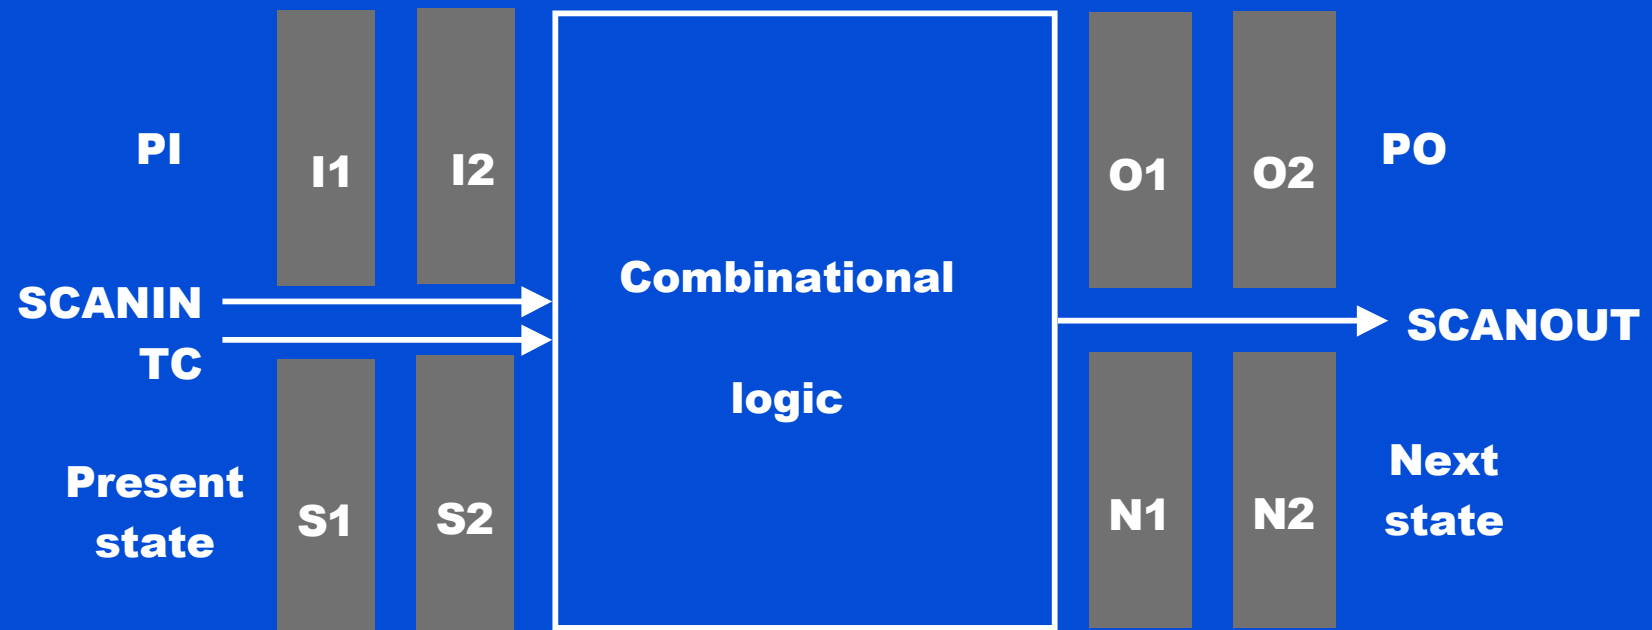 PI
I1
I2
O1
O2
PO
SCANIN
TC
Combinational
logic
SCANOUT
Present
state
S1
S2
N1
N2
Next
state